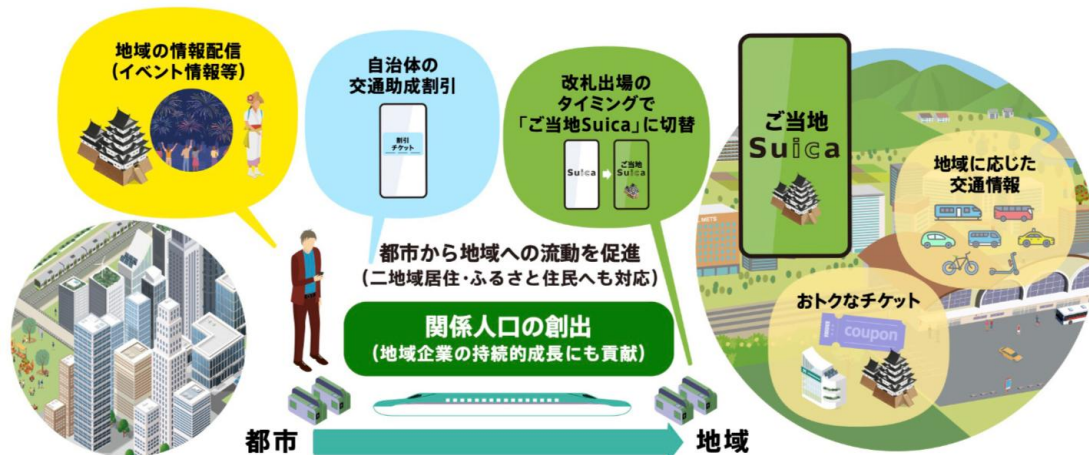 地域の情報配信
(イベント情報等)
自治体の
交通助成割引
割引
チケット
改札出場の
タイミングで
「ご当地Suica」に切替
Suica
ご当地
Suica
ご当地
Suica
地域に応じた
交通情報
都市から地域への流動を促進
(二地域居住・ふるさと住民へも対応)
関係人口の創出
(地域企業の持続的成長にも貢献)
おトクなチケット
coupon
都市
地域